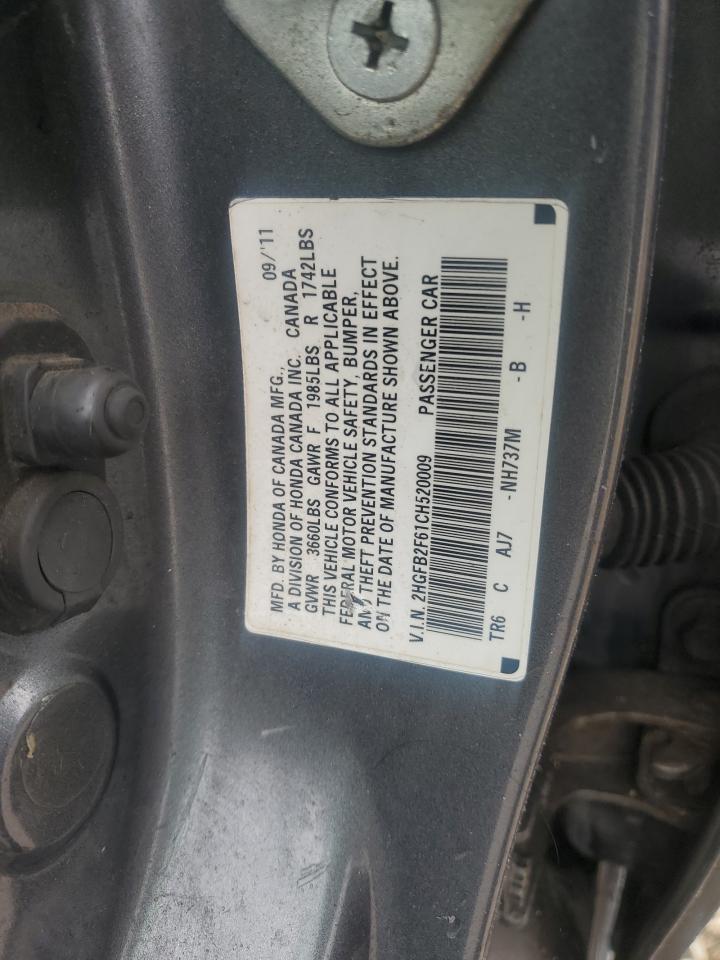 MFD. BY HONDA OF CANADA MFG., 09/'11
A DIVISION OF HONDA CANADA INC. CANADA
GVWR 3660LBS GAWR F 1985LBS R 1742LBS
THIS VEHICLE CONFORMS TO ALL APPLICABLE
FEDERAL MOTOR VEHICLE SAFETY, BUMPER,
AND THEFT PREVENTION STANDARDS IN EFFECT
ON THE DATE OF MANUFACTURE SHOWN ABOVE.
V.I.N. 2HGFB2F61CH520009 PASSENGER CAR
TR6 C AJ7 -NH737M -B -H